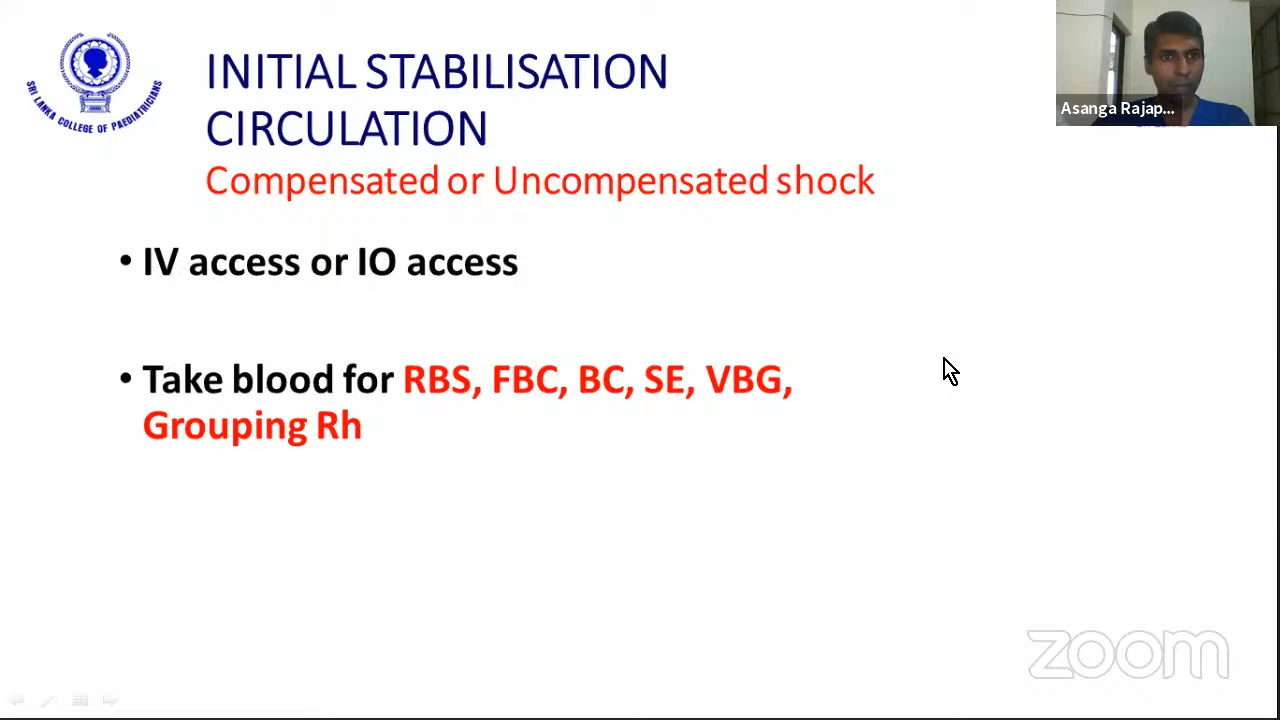 SRI LANKA COLLEGE OF PAEDIATRICIANS
INITIAL STABILISATION
CIRCULATION
Compensated or Uncompensated shock
Asanga Rajap...
• IV access or IO access
• Take blood for RBS, FBC, BC, SE, VBG,
Grouping Rh
zoom